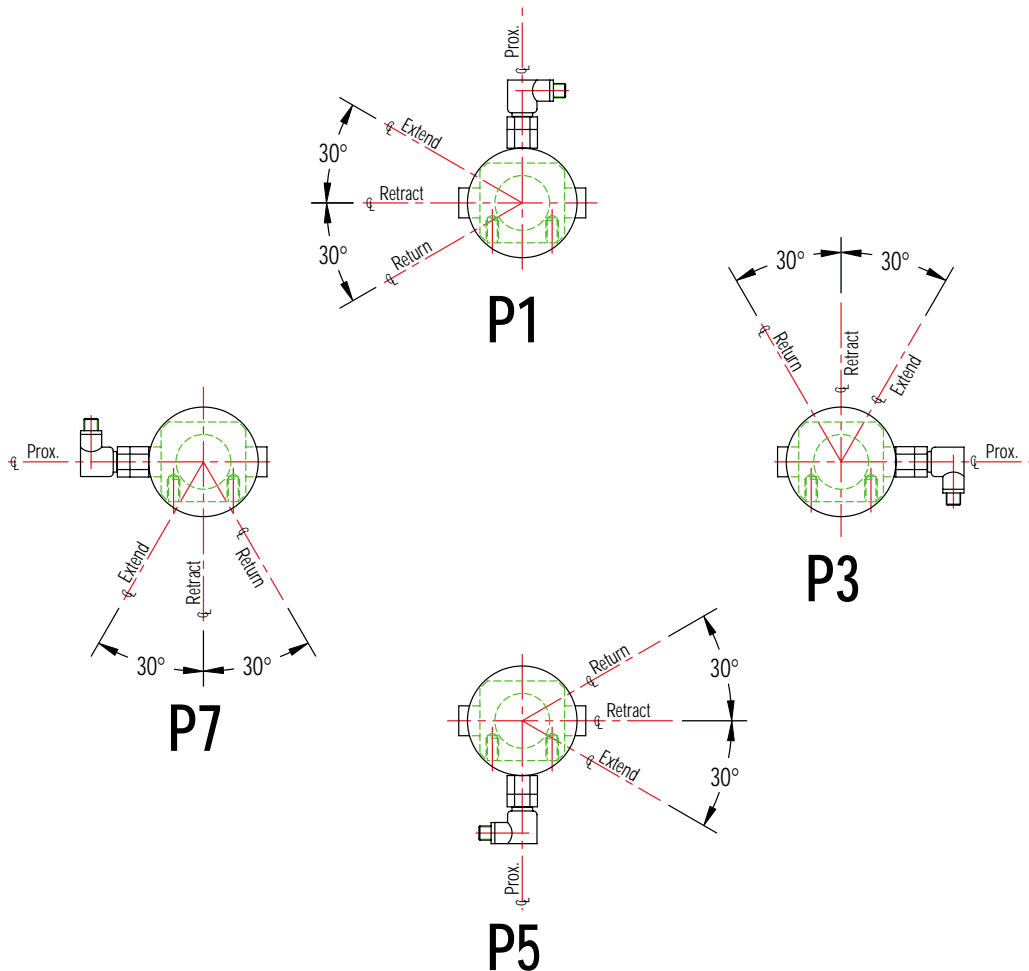 ℄ Prox.
℄ Extend
30°
℄ Retract
30°
℄ Return
P1
30°
30°
℄ Return
℄ Retract
℄ Extend
℄ Prox.
P3
℄ Prox.
℄ Extend
℄ Retract
℄ Return
30°
30°
P7
℄ Return
30°
℄ Retract
℄ Extend
30°
℄ Prox.
P5